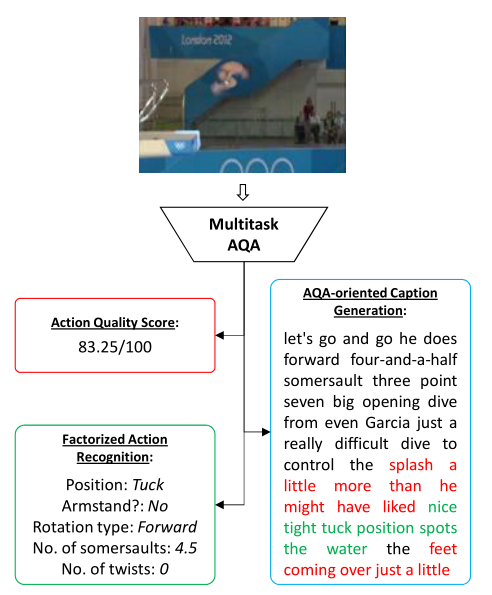 London 2012
Multitask
AQA
Action Quality Score:
83.25/100
Factorized Action
Recognition:
Position: Tuck
Armstand?: No
Rotation type: Forward
No. of somersaults: 4.5
No. of twists: 0
AQA-oriented Caption
Generation:
let's go and go he does
forward four-and-a-half
somersault three point
seven big opening dive
from even Garcia just a
really difficult dive to
control the splash a
little more than he
might have liked nice
tight tuck position spots
the water the feet
coming over just a little